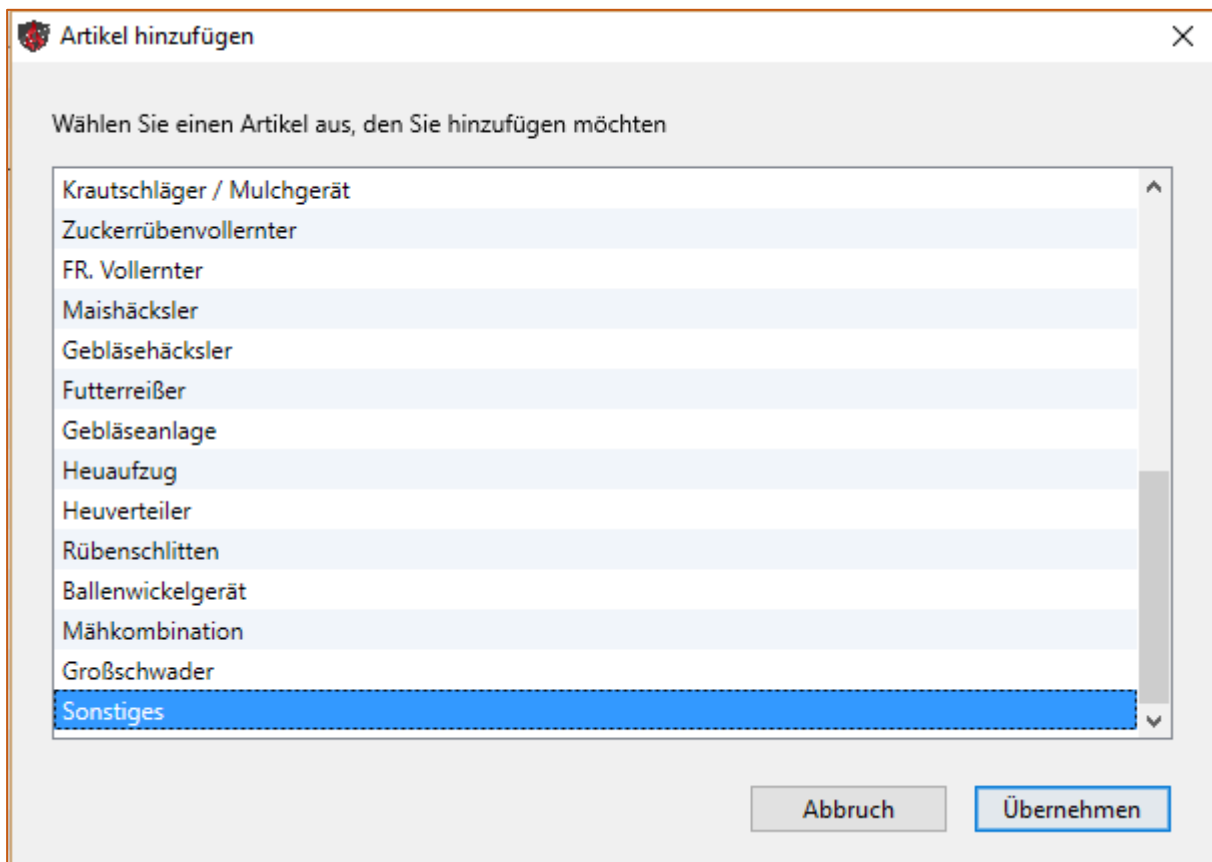 Artikel hinzufügen
Wählen Sie einen Artikel aus, den Sie hinzufügen möchten
Krautschläger / Mulchgerät
Zuckerrübenvollernter
FR. Vollernter
Maishäcksler
Gebläsehäcksler
Futterreißer
Gebläseanlage
Heuaufzug
Heuverteiler
Rübenschlitten
Ballenwickelgerät
Mähkombination
Großschwader
Sonstiges
Abbruch Übernehmen